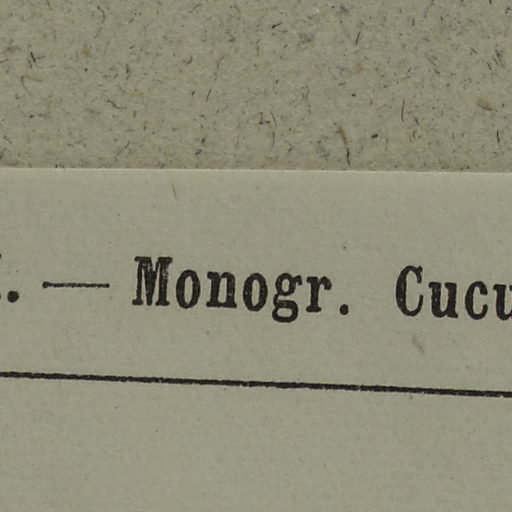 . — Monogr. Cucu